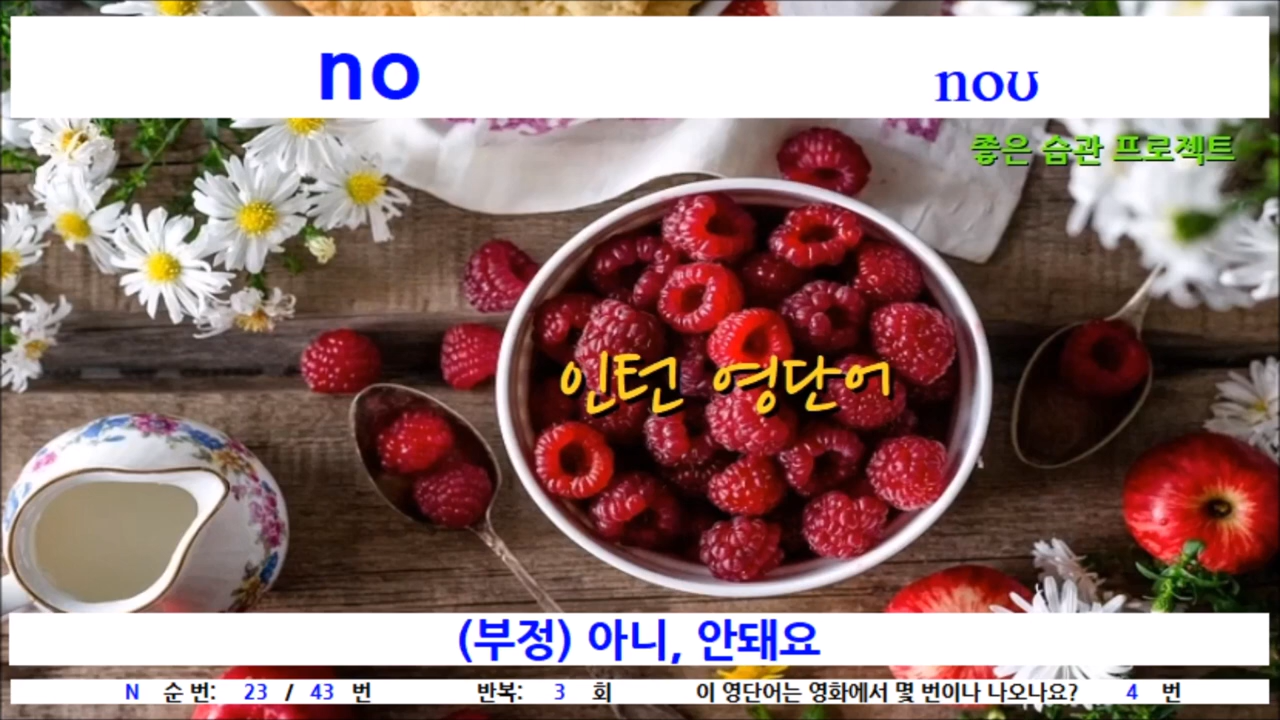 no noʊ
좋은 습관 프로젝트
인턴 영단어
(부정) 아니, 안돼요
N 순 번: 23 / 43 번 반복: 3 회 이 영단어는 영화에서 몇 번이나 나오나요? 4 번